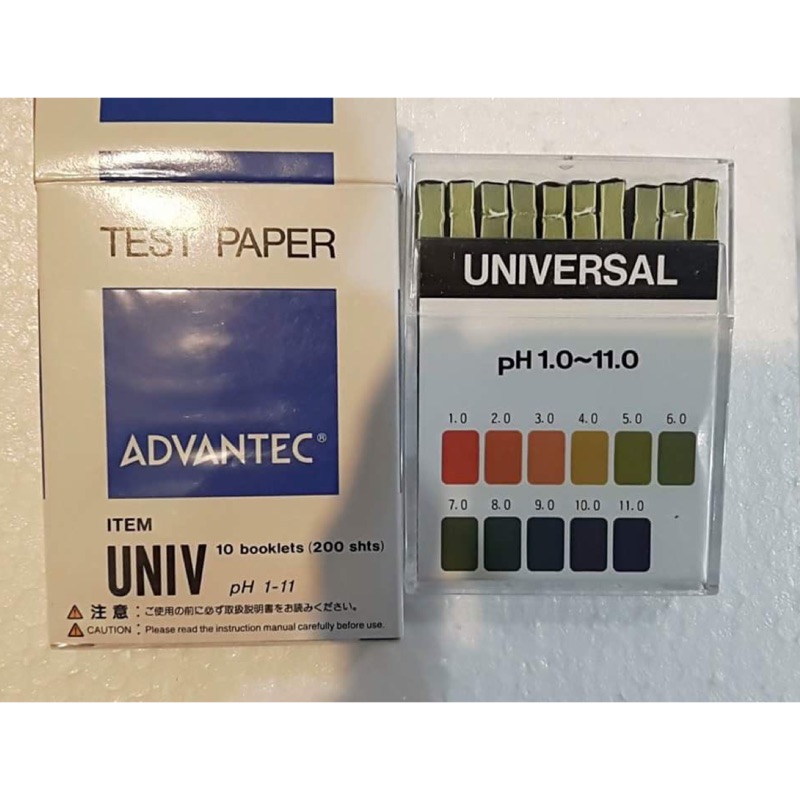 TEST PAPER
ADVANTEC®
ITEM
UNIV 10 booklets (200 shts)
pH 1-11
注意：ご使用の前に必ず取扱説明書をお読みください。
CAUTION : Please read the instruction manual carefully before use.
UNIVERSAL
pH 1.0~11.0
1.0 2.0 3.0 4.0 5.0 6.0
7.0 8.0 9.0 10.0 11.0